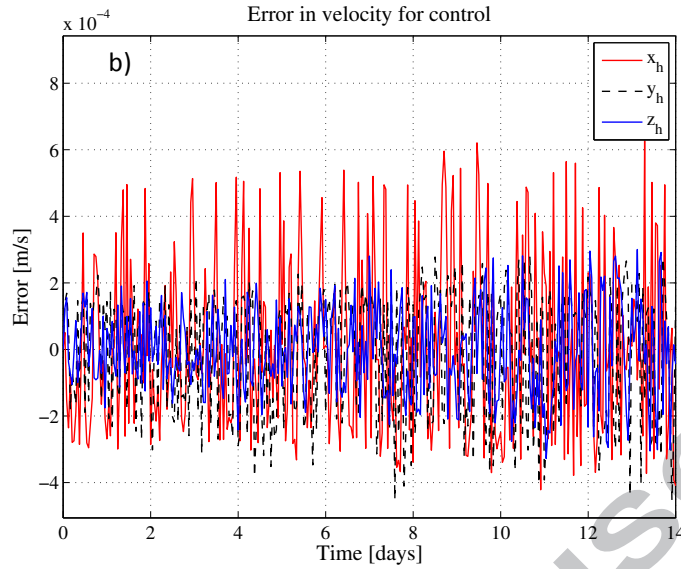 Error in velocity for control
x 10⁻⁴
b)
x_h
y_h
z_h
8
6
4
2
0
−2
−4
Error [m/s]
0 2 4 6 8 10 12 14
Time [days]